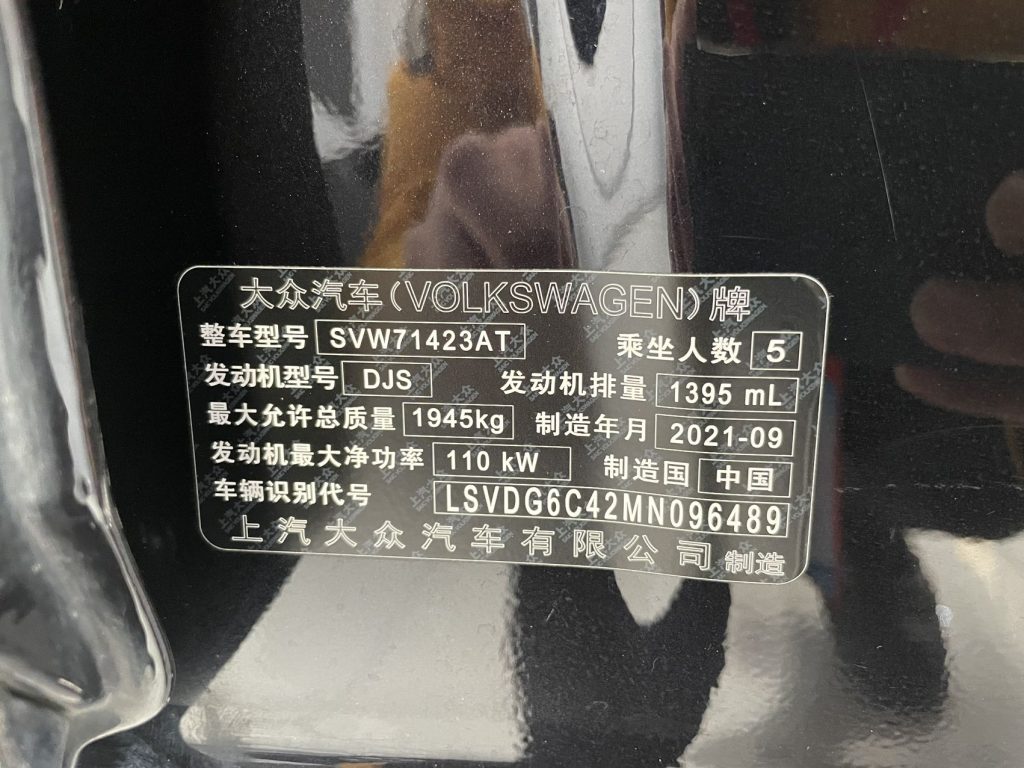 大众汽车(VOLKSWAGEN)牌
整车型号 SVW71423AT 乘坐人数 5
发动机型号 DJS 发动机排量 1395 mL
最大允许总质量 1945kg 制造年月 2021-09
发动机最大净功率 110 kW 制造国 中国
车辆识别代号 LSVDG6C42MN096489
上汽大众汽车有限公司 制造